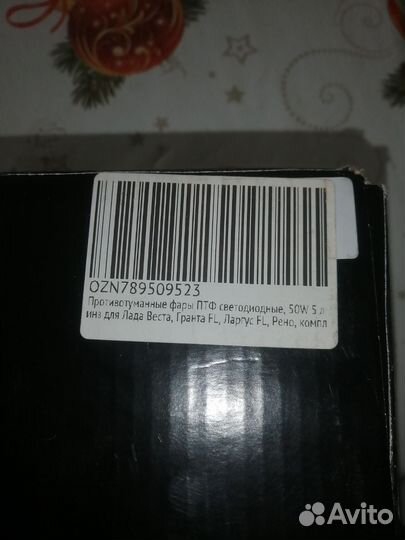 OZN789509523
Противотуманные фары ПТФ светодиодные, 50W 5 л
инз для Лада Веста, Гранта FL, Ларгус FL, Рено, компл
Avito